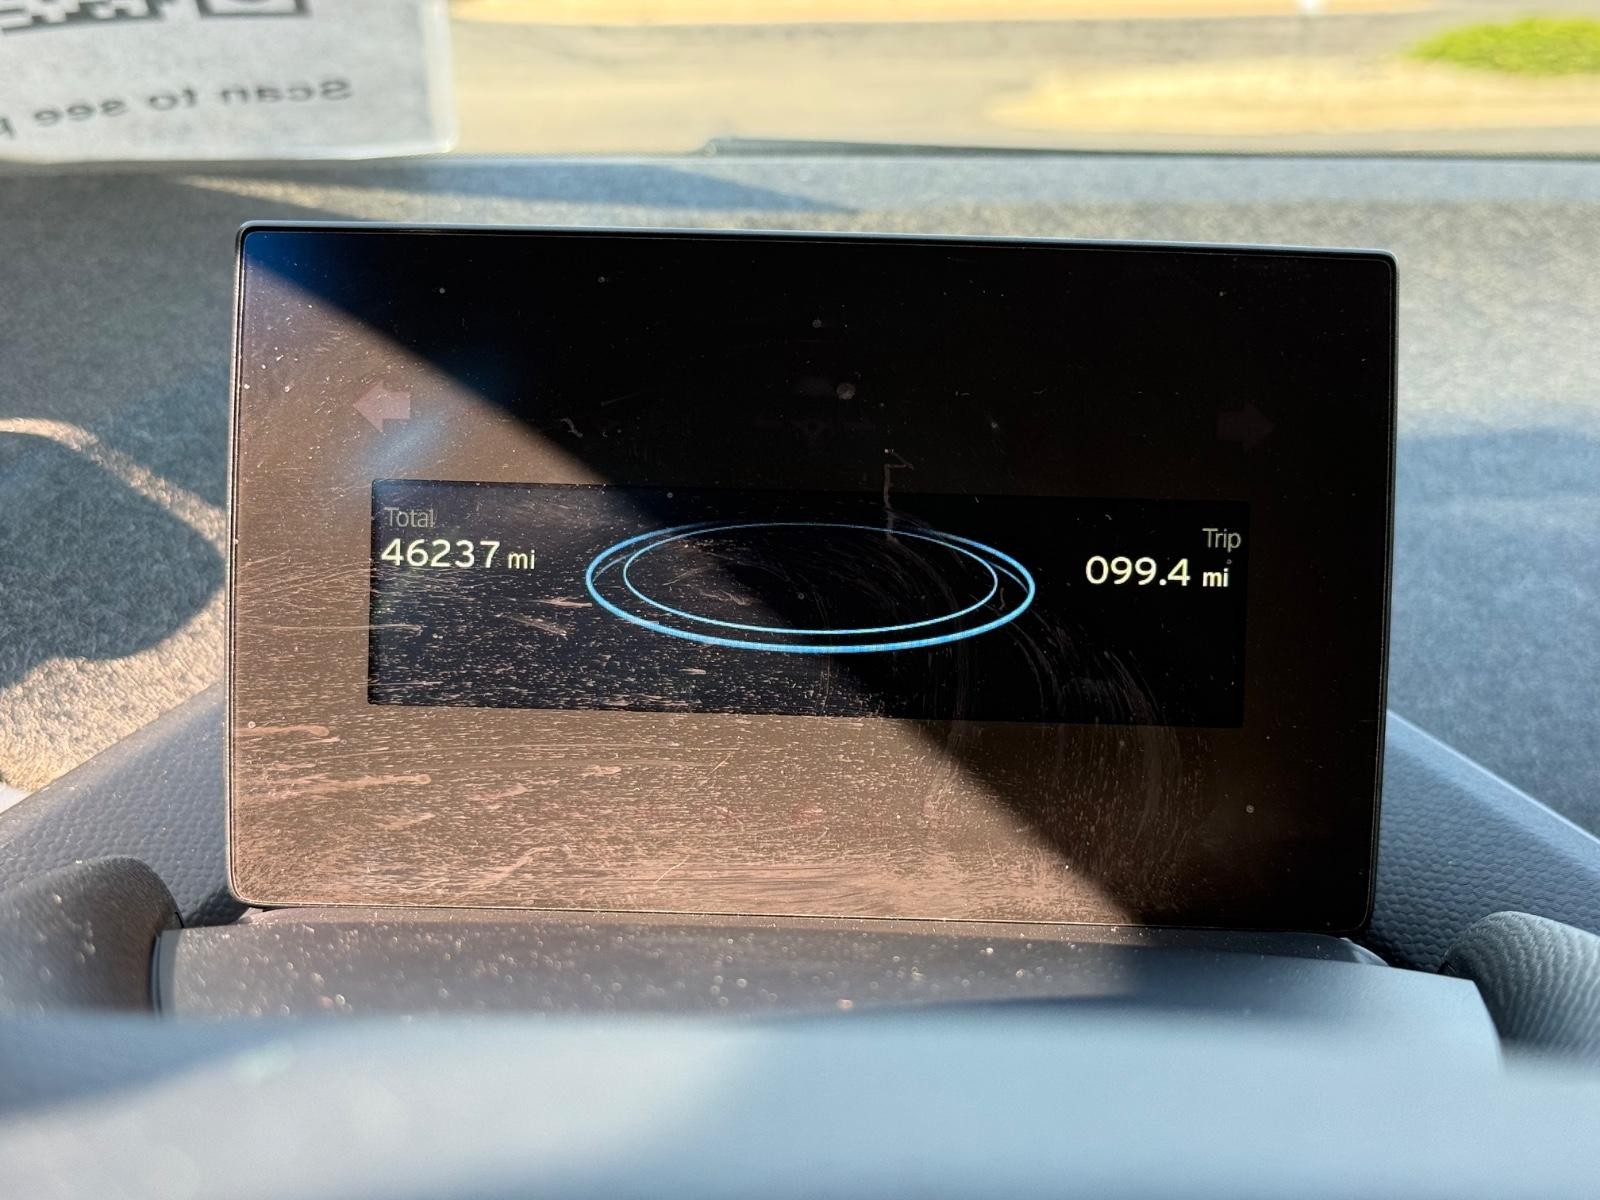 Scan to see
Total
46237 mi
Trip
099.4 mi